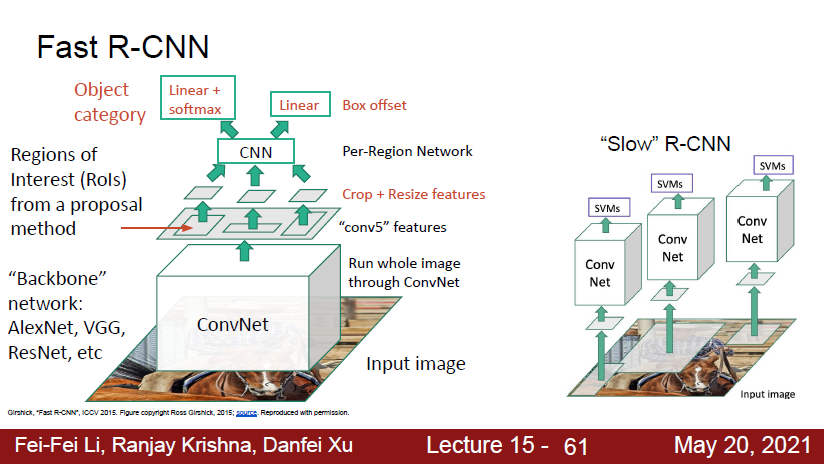 Fast R-CNN
Object
category
Linear +
softmax
Linear
Box offset
CNN
Per-Region Network
Regions of
Interest (RoIs)
from a proposal
method
Crop + Resize features
“conv5” features
“Backbone”
network:
AlexNet, VGG,
ResNet, etc
Run whole image
through ConvNet
ConvNet
Input image
“Slow” R-CNN
SVMs
SVMs
SVMs
Conv
Net
Conv
Net
Conv
Net
Input image
Girshick, “Fast R-CNN”, ICCV 2015. Figure copyright Ross Girshick, 2015; source. Reproduced with permission.
Fei-Fei Li, Ranjay Krishna, Danfei Xu
Lecture 15 - 61
May 20, 2021